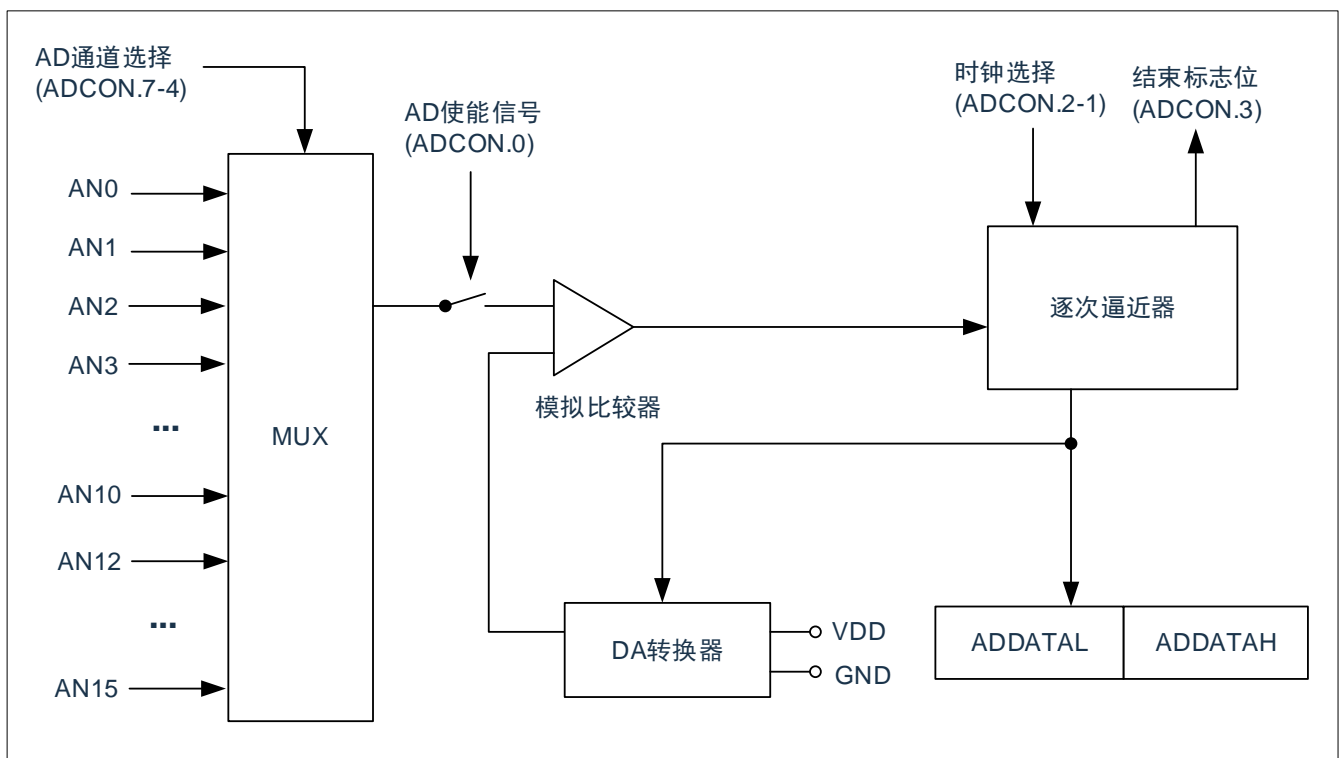 AD通道选择
(ADCON.7-4)
AD使能信号
(ADCON.0)
时钟选择
(ADCON.2-1)
结束标志位
(ADCON.3)
AN0
AN1
AN2
AN3
...
AN10
AN12
...
AN15
MUX
模拟比较器
逐次逼近器
DA转换器
VDD
GND
ADDATAL
ADDATAH